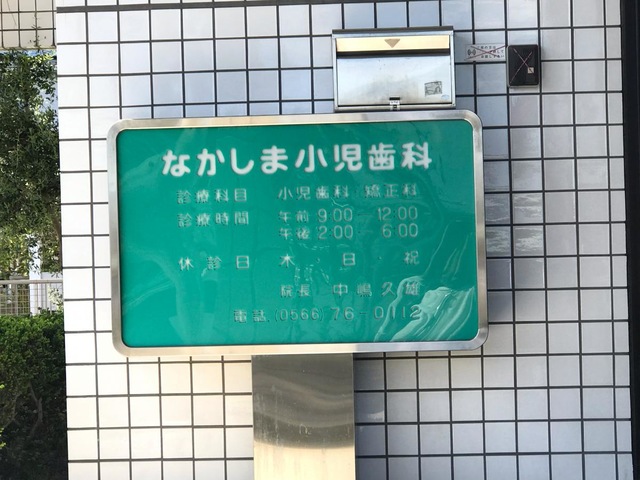 なかしま小児歯科
診療科目 小児歯科 矯正科
診療時間 午前 9:00 12:00
午後 2:00 6:00
休診日 木 日 祝
院長 中嶋久雄
電話 (0566)76-0112